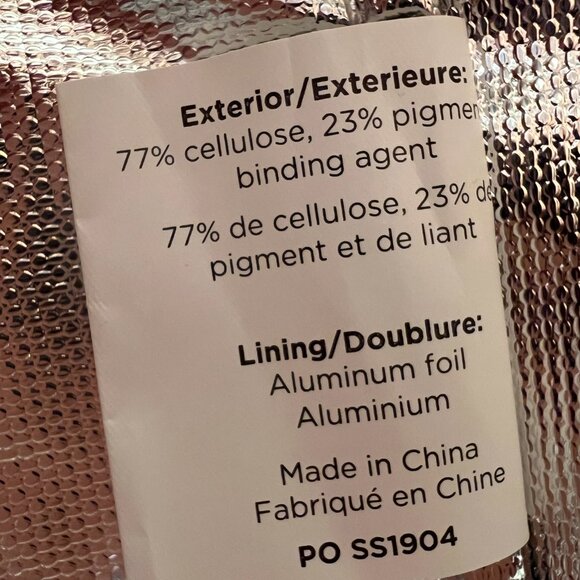 Exterior/Exterieure:
77% cellulose, 23% pigmen
binding agent
77% de cellulose, 23% de
pigment et de liant
Lining/Doublure:
Aluminum foil
Aluminium
Made in China
Fabriqué en Chine
PO SS1904